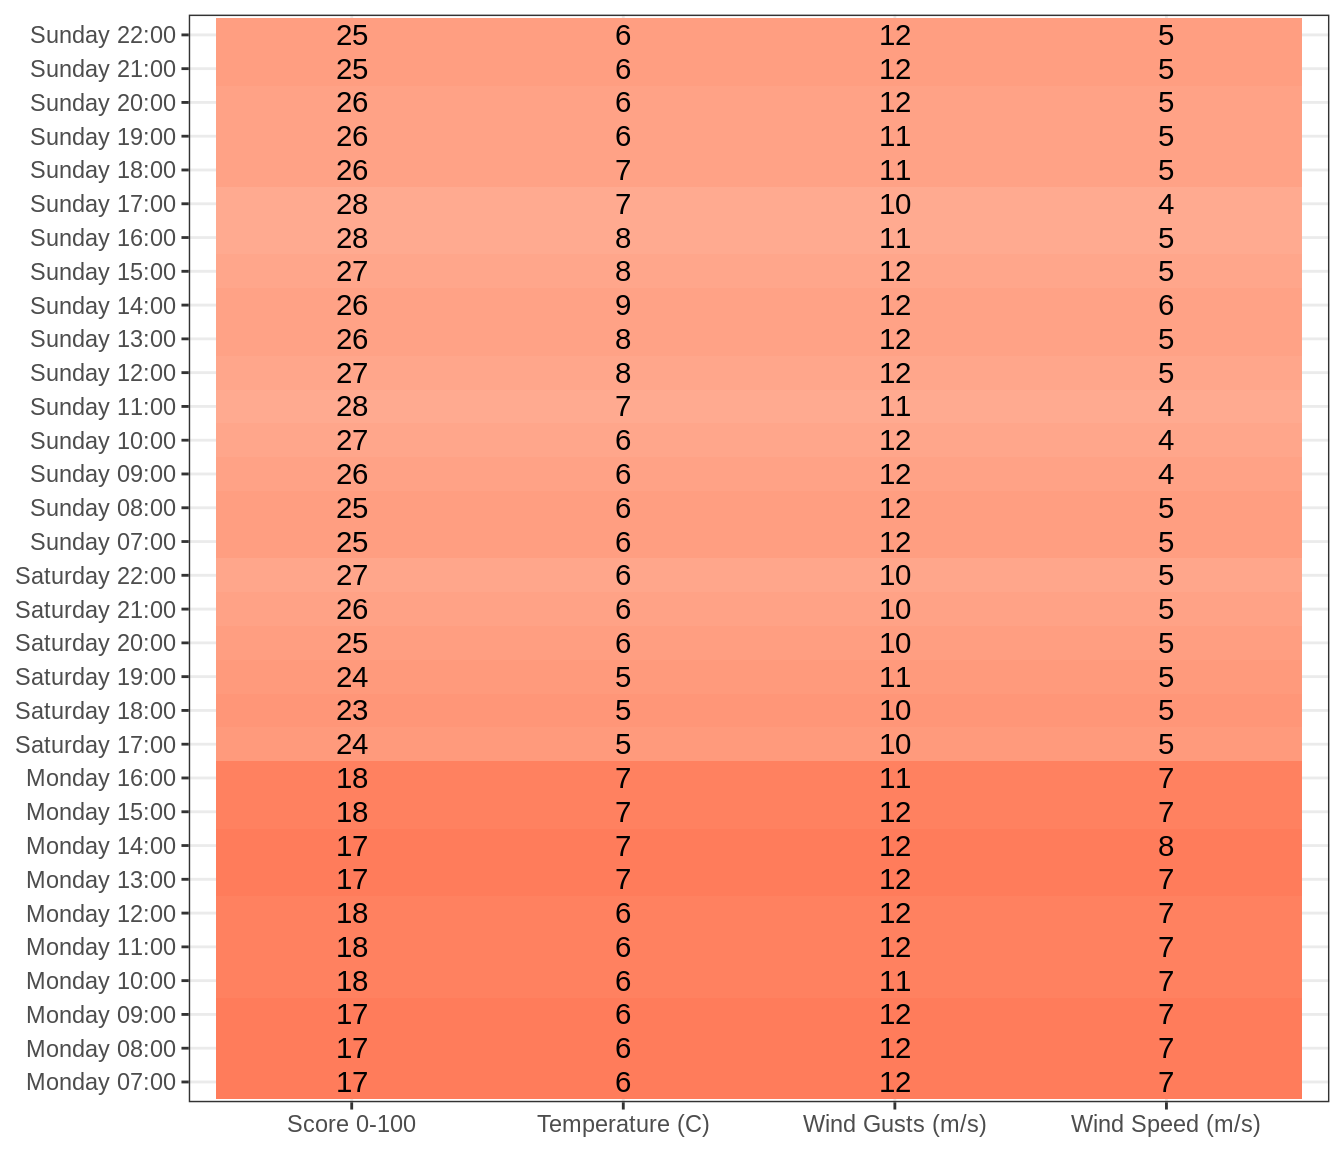 Sunday 22:00 25 6 12 5
Sunday 21:00 25 6 12 5
Sunday 20:00 26 6 12 5
Sunday 19:00 26 6 11 5
Sunday 18:00 26 7 11 5
Sunday 17:00 28 7 10 4
Sunday 16:00 28 8 11 5
Sunday 15:00 27 8 12 5
Sunday 14:00 26 9 12 6
Sunday 13:00 26 8 12 5
Sunday 12:00 27 8 12 5
Sunday 11:00 28 7 11 4
Sunday 10:00 27 6 12 4
Sunday 09:00 26 6 12 4
Sunday 08:00 25 6 12 5
Sunday 07:00 25 6 12 5
Saturday 22:00 27 6 10 5
Saturday 21:00 26 6 10 5
Saturday 20:00 25 6 10 5
Saturday 19:00 24 5 11 5
Saturday 18:00 23 5 10 5
Saturday 17:00 24 5 10 5
Monday 16:00 18 7 11 7
Monday 15:00 18 7 12 7
Monday 14:00 17 7 12 8
Monday 13:00 17 7 12 7
Monday 12:00 18 6 12 7
Monday 11:00 18 6 12 7
Monday 10:00 18 6 11 7
Monday 09:00 17 6 12 7
Monday 08:00 17 6 12 7
Monday 07:00 17 6 12 7
Score 0-100 Temperature (C) Wind Gusts (m/s) Wind Speed (m/s)